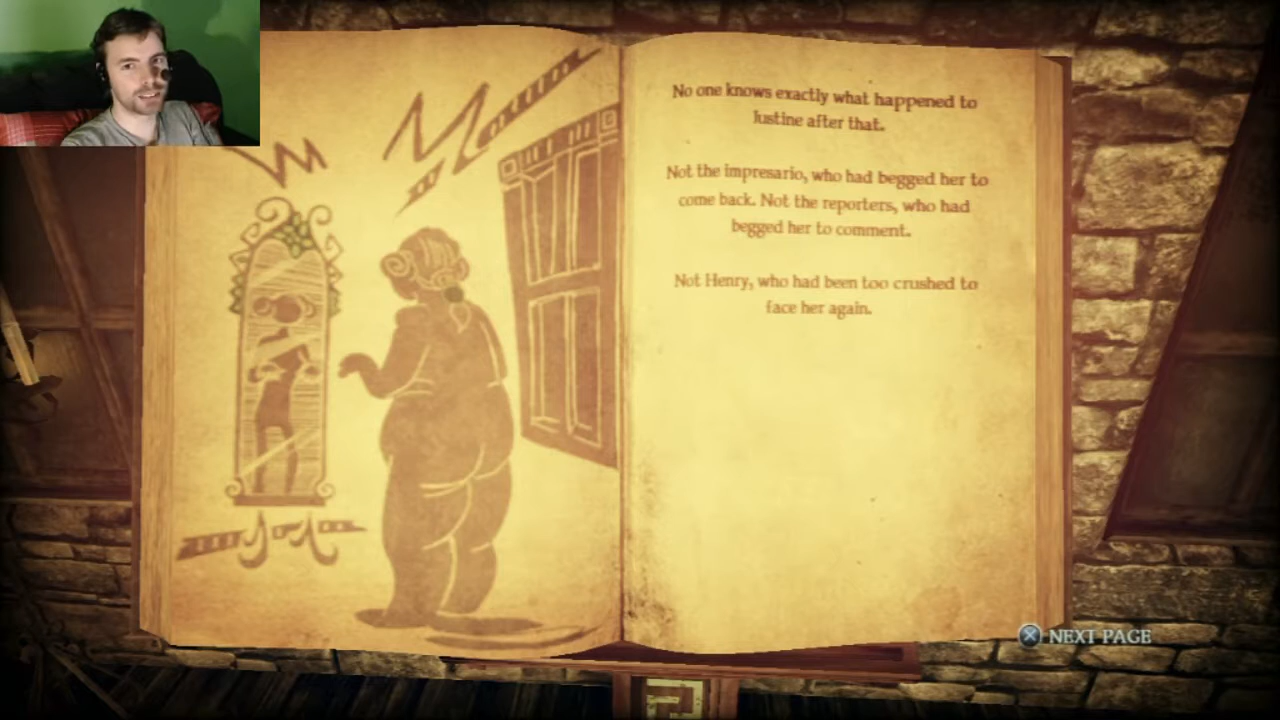 No one knows exactly what happened to
Justine after that.
Not the impresario, who had begged her to
come back. Not the reporters, who had
begged her to comment.
Not Henry, who had been too crushed to
face her again.
NEXT PAGE